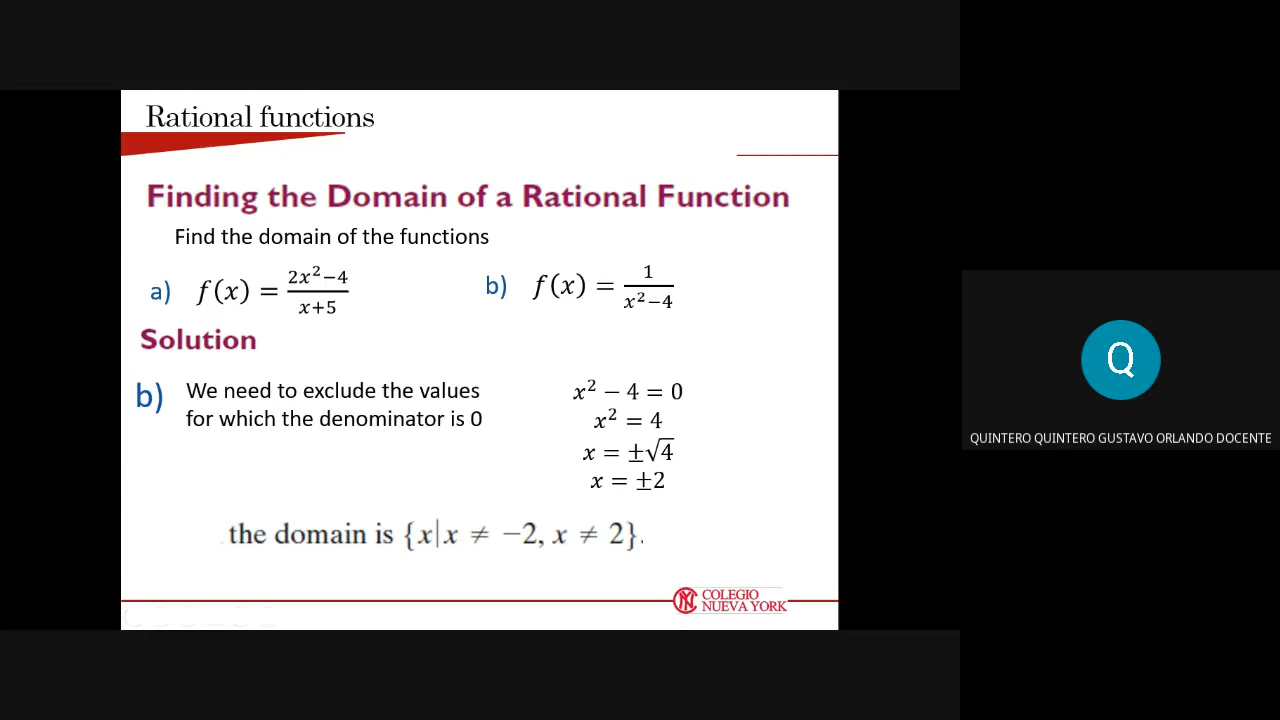 Rational functions
Finding the Domain of a Rational Function
Find the domain of the functions
a) f(x) = (2x²−4)/(x+5)
b) f(x) = 1/(x²−4)
Solution
b) We need to exclude the values
for which the denominator is 0
x² − 4 = 0
x² = 4
x = ±√4
x = ±2
the domain is {x|x ≠ −2, x ≠ 2}.
COLEGIO
NUEVA YORK
Q
QUINTERO QUINTERO GUSTAVO ORLANDO DOCENTE